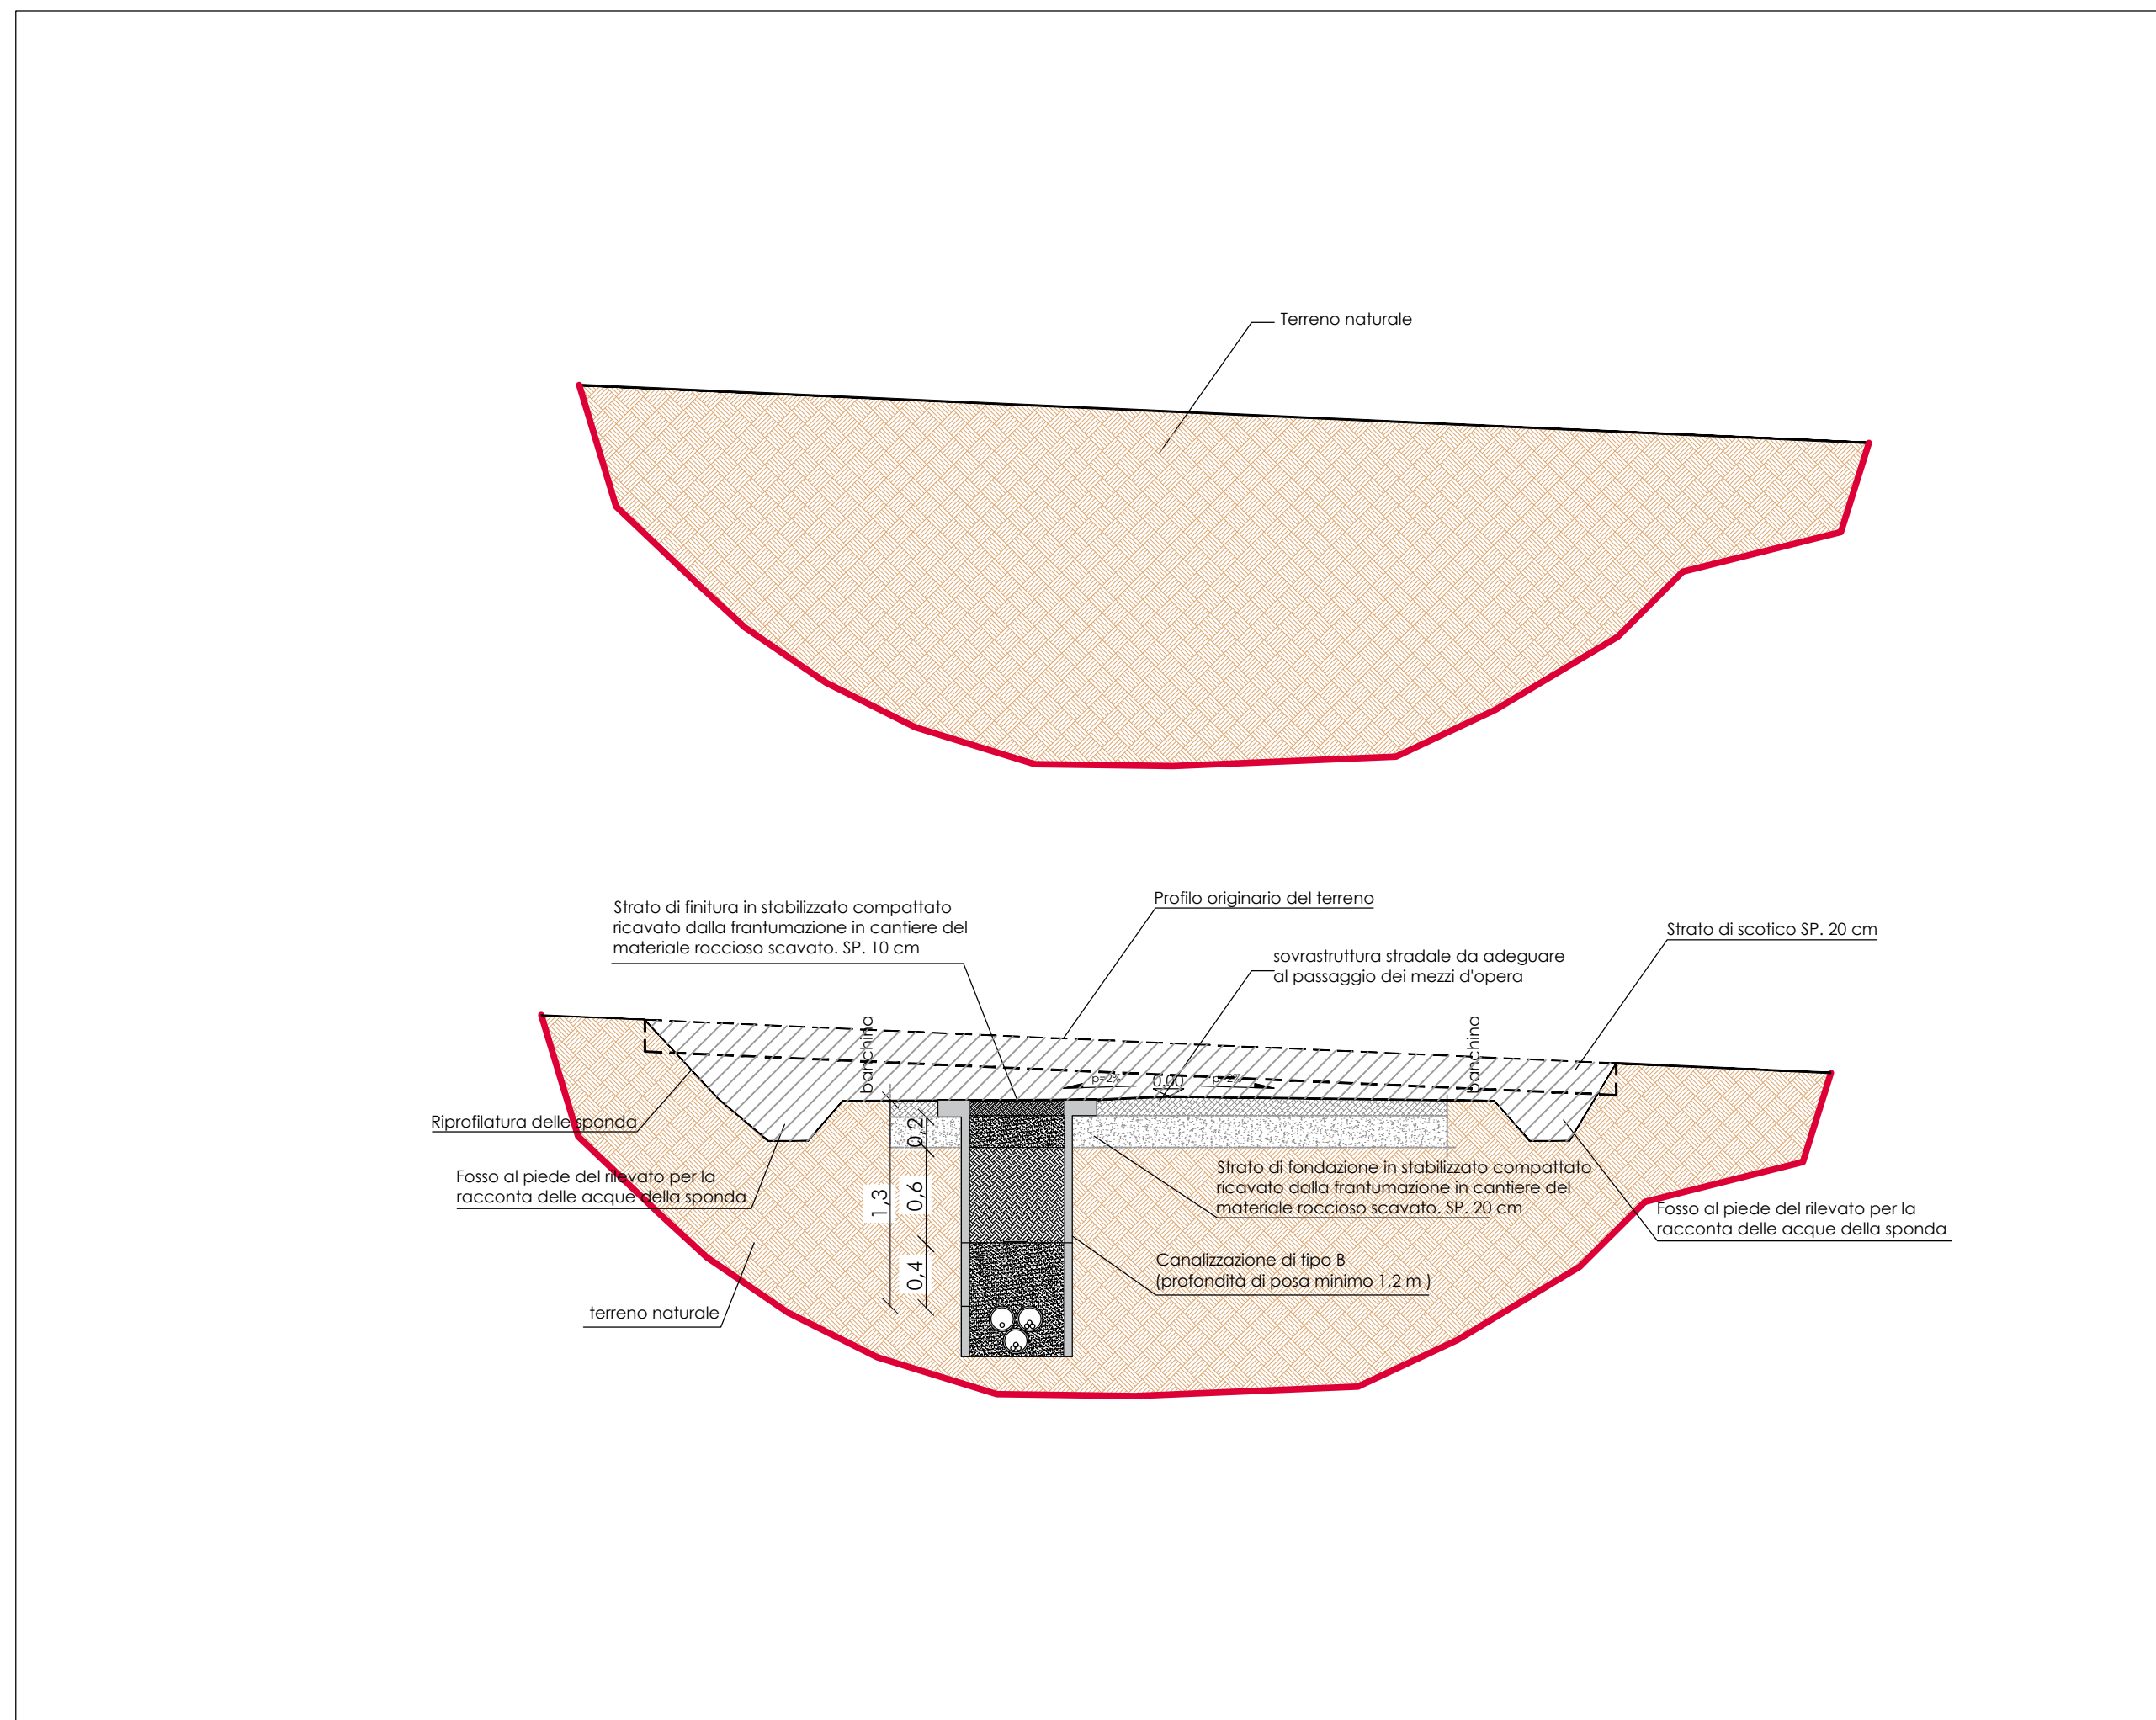 Terreno naturale
Profilo originario del terreno
Strato di finitura in stabilizzato compattato
ricavato dalla frantumazione in cantiere del
materiale roccioso scavato. SP. 10 cm
Strato di scotico SP. 20 cm
sovrastruttura stradale da adeguare
al passaggio dei mezzi d'opera
banchina
banchina
p=2%
0.00
p=2%
Riprofilatura delle sponda
0,2
Fosso al piede del rilevato per la
racconta delle acque della sponda
1,3
0,6
Strato di fondazione in stabilizzato compattato
ricavato dalla frantumazione in cantiere del
materiale roccioso scavato. SP. 20 cm
Fosso al piede del rilevato per la
racconta delle acque della sponda
0,4
Canalizzazione di tipo B
(profondità di posa minimo 1,2 m )
terreno naturale